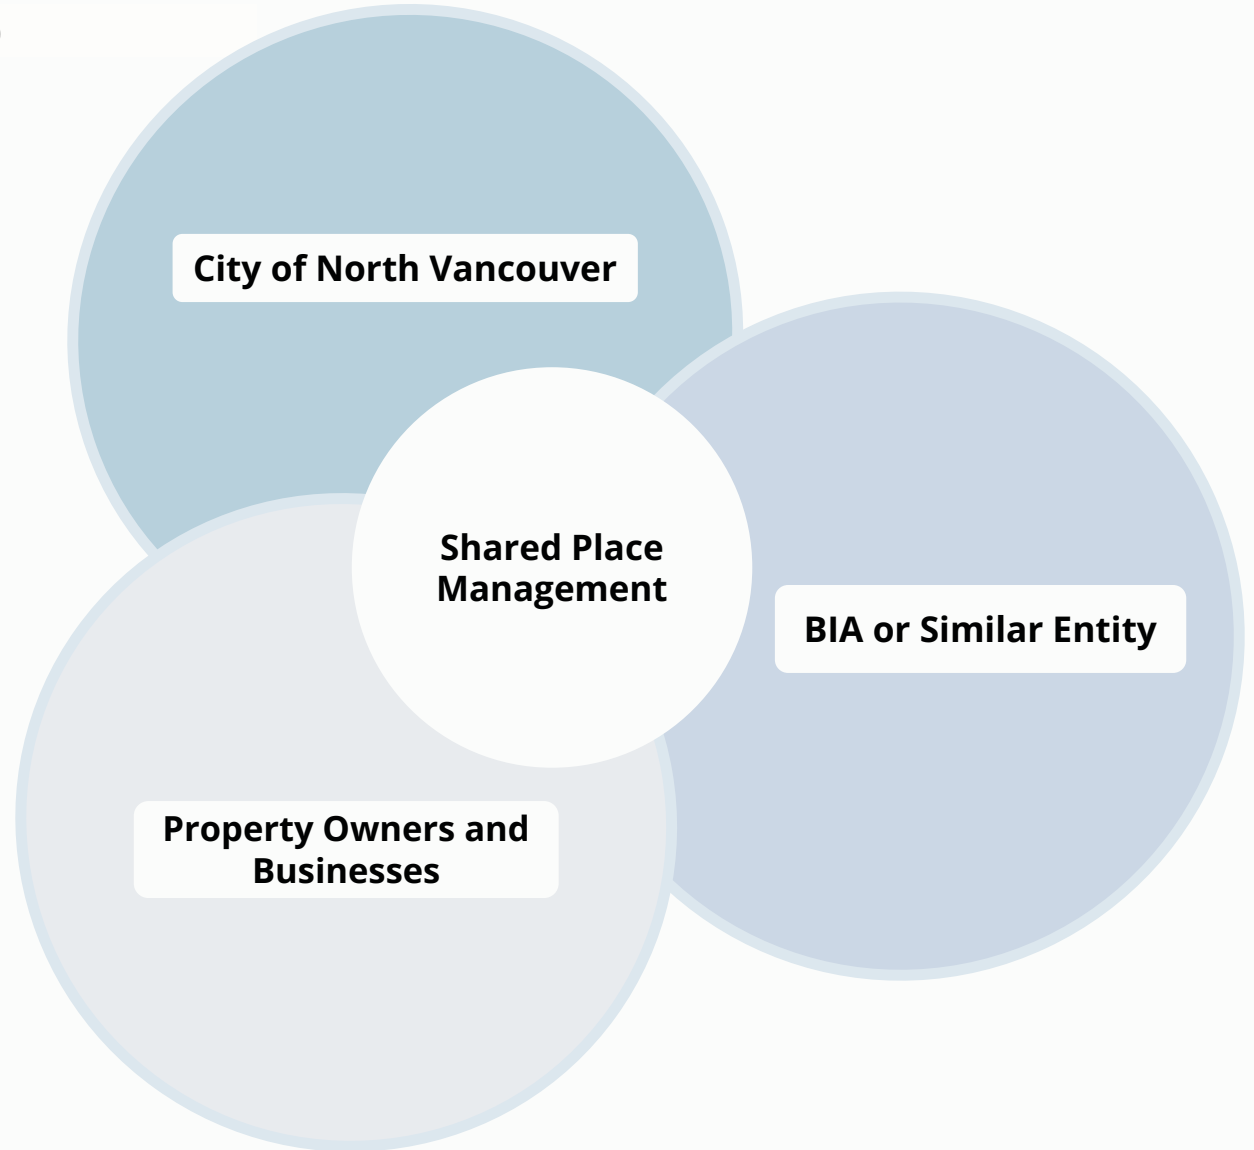 City of North Vancouver
Shared Place
Management
BIA or Similar Entity
Property Owners and
Businesses